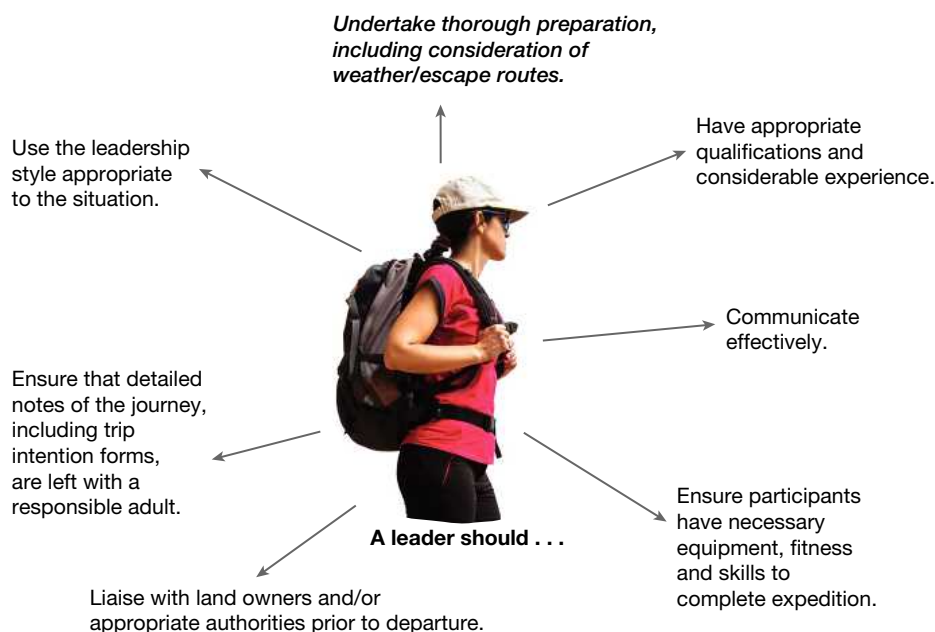 Undertake thorough preparation,
including consideration of
weather/escape routes.
Have appropriate
qualifications and
considerable experience.
Use the leadership
style appropriate
to the situation.
Communicate
effectively.
Ensure that detailed
notes of the journey,
including trip
intention forms,
are left with a
responsible adult.
Ensure participants
have necessary
equipment, fitness
and skills to
complete expedition.
A leader should . . .
Liaise with land owners and/or
appropriate authorities prior to departure.